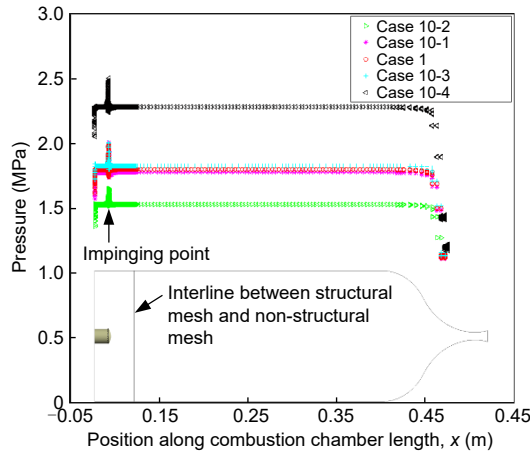 3.0
2.5
2.0
1.5
1.0
0.5
0
Pressure (MPa)
Case 10-2
Case 10-1
Case 1
Case 10-3
Case 10-4
Impinging point
Interline between structural
mesh and non-structural
mesh
−0.05
0.05
0.15
0.25
0.35
0.45
0.45
Position along combustion chamber length, x (m)